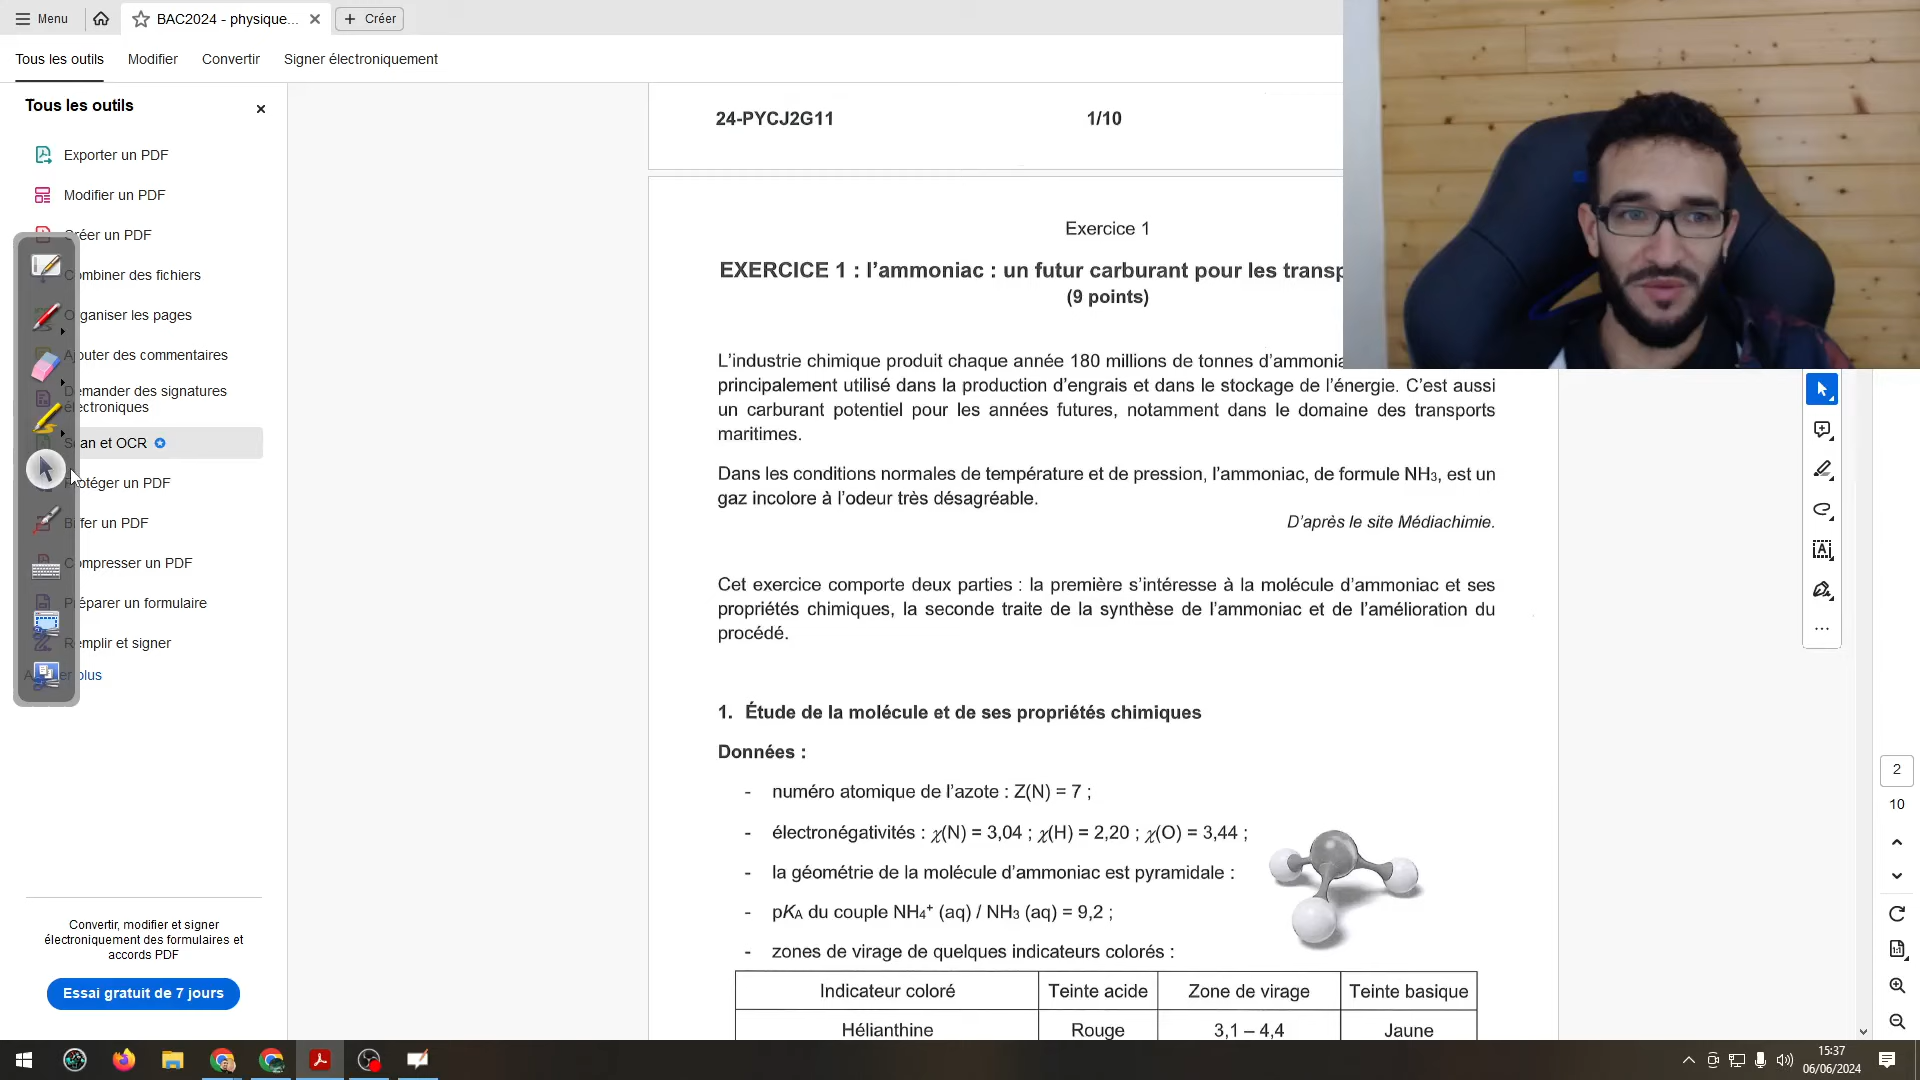 Menu
BAC2024 - physique...
Créer
Tous les outils
Modifier
Convertir
Signer électroniquement
Tous les outils
Exporter un PDF
Modifier un PDF
Créer un PDF
Combiner des fichiers
Organiser les pages
Ajouter des commentaires
Demander des signatures
électroniques
Scan et OCR
Protéger un PDF
Biffer un PDF
Compresser un PDF
Préparer un formulaire
Remplir et signer
plus
Convertir, modifier et signer
électroniquement des formulaires et
accords PDF
Essai gratuit de 7 jours
24-PYCJ2G11
1/10
Exercice 1
EXERCICE 1 : l’ammoniac : un futur carburant pour les transp
(9 points)
L’industrie chimique produit chaque année 180 millions de tonnes d’ammonia
principalement utilisé dans la production d’engrais et dans le stockage de l’énergie. C’est aussi
un carburant potentiel pour les années futures, notamment dans le domaine des transports
maritimes.
Dans les conditions normales de température et de pression, l’ammoniac, de formule NH₃, est un
gaz incolore à l’odeur très désagréable.
D’après le site Médiachimie.
Cet exercice comporte deux parties : la première s’intéresse à la molécule d’ammoniac et ses
propriétés chimiques, la seconde traite de la synthèse de l’ammoniac et de l’amélioration du
procédé.
1. Étude de la molécule et de ses propriétés chimiques
Données :
- numéro atomique de l’azote : Z(N) = 7 ;
- électronégativités : χ(N) = 3,04 ; χ(H) = 2,20 ; χ(O) = 3,44 ;
- la géométrie de la molécule d’ammoniac est pyramidale :
- pKA du couple NH₄⁺ (aq) / NH₃ (aq) = 9,2 ;
- zones de virage de quelques indicateurs colorés :
Indicateur coloré Teinte acide Zone de virage Teinte basique
Hélianthine Rouge 3,1 – 4,4 Jaune
2
10
15:37
06/06/2024